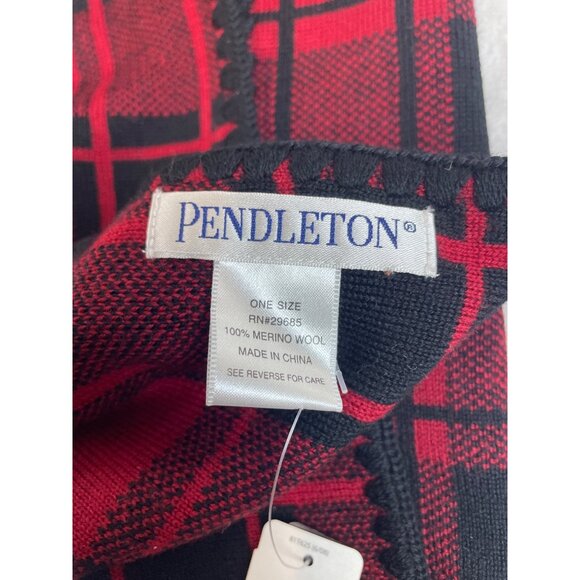 PENDLETON®
ONE SIZE
RN#29685
100% MERINO WOOL
MADE IN CHINA
SEE REVERSE FOR CARE